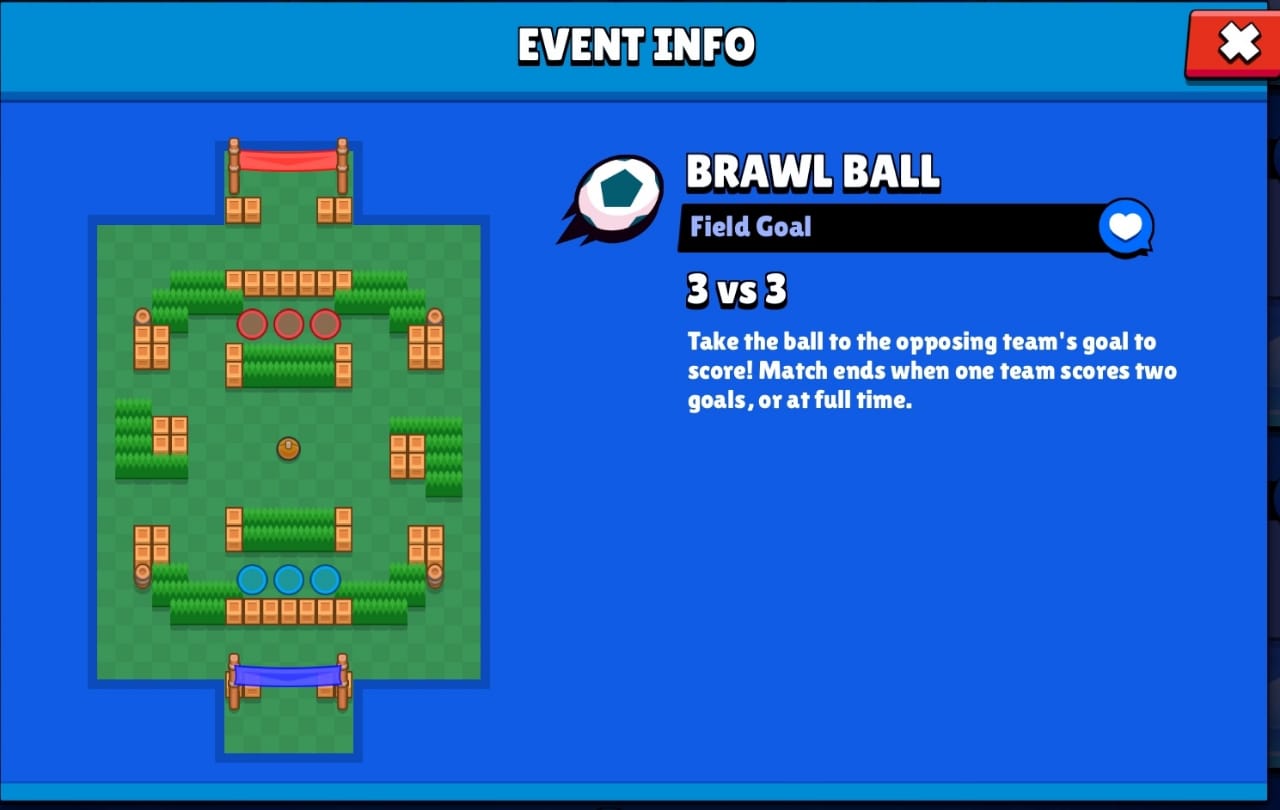 EVENT INFO
BRAWL BALL
Field Goal
3 vs 3
Take the ball to the opposing team's goal to
score! Match ends when one team scores two
goals, or at full time.